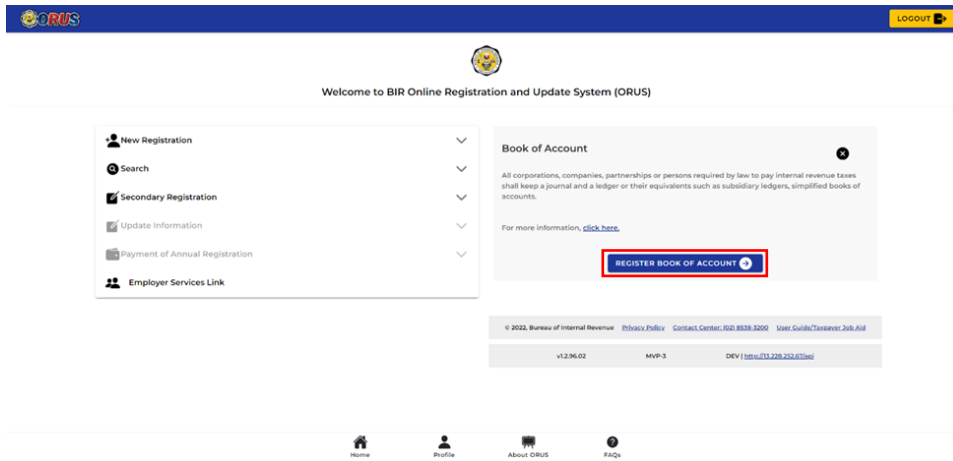 ORUS
LOGOUT
Welcome to BIR Online Registration and Update System (ORUS)
New Registration
Search
Secondary Registration
Update Information
Payment of Annual Registration
Employer Services Link
Book of Account
All corporations, companies, partnerships or persons required by law to pay internal revenue taxes
shall keep a journal and a ledger or their equivalents such as subsidiary ledgers, simplified books of
accounts.
For more information, click here.
REGISTER BOOK OF ACCOUNT
© 2022, Bureau of Internal Revenue Privacy Policy Contact Center: (02) 8538-3200 User Guide/Taxpayer Job Aid
v1.2.96.02 MVP-3 DEV | http://13.228.252.67/api
Home Profile About ORUS FAQs